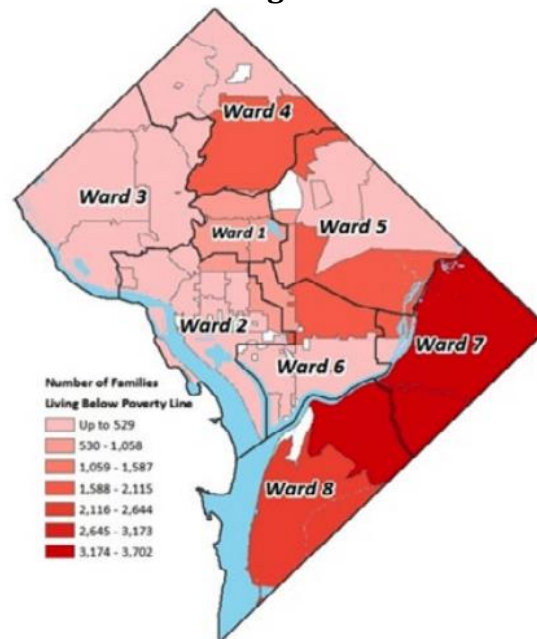 Ward 4
Ward 3
Ward 5
Ward 1
Ward 2
Ward 7
Ward 6
Number of Families
Living Below Poverty Line
Up to 529
530 - 1,058
1,059 - 1,587
1,588 - 2,115
2,116 - 2,644
2,645 - 3,173
3,174 - 3,702
Ward 8